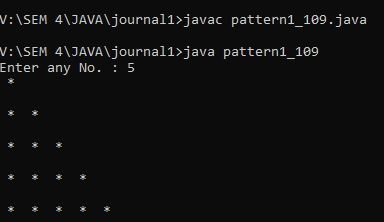 V:\SEM 4\JAVA\journal1>javac pattern1_109.java
V:\SEM 4\JAVA\journal1>java pattern1_109
Enter any No. : 5
*
* *
* * *
* * * *
* * * * *